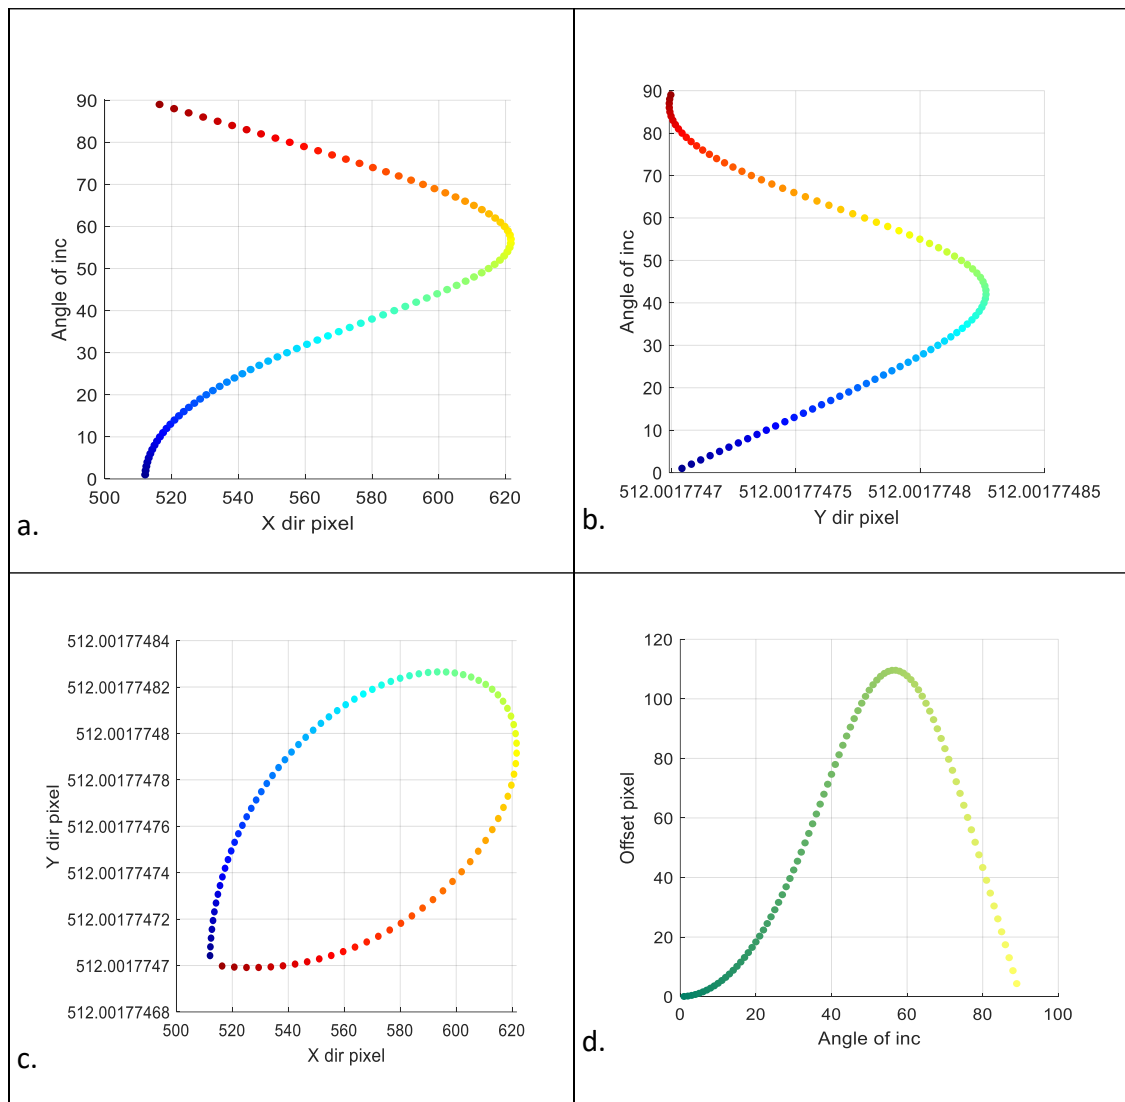 90
80
70
60
50
40
30
20
10
0
Angle of inc
500 520 540 560 580 600 620
X dir pixel
a.
90
80
70
60
50
40
30
20
10
0
Angle of inc
512.0017747 512.00177475 512.0017748 512.00177485
Y dir pixel
b.
512.00177484
512.00177482
512.0017748
512.00177478
512.00177476
512.00177474
512.00177472
512.0017747
512.00177468
Y dir pixel
500 520 540 560 580 600 620
X dir pixel
c.
120
100
80
60
40
20
0
Offset pixel
0 20 40 60 80 100
Angle of inc
d.